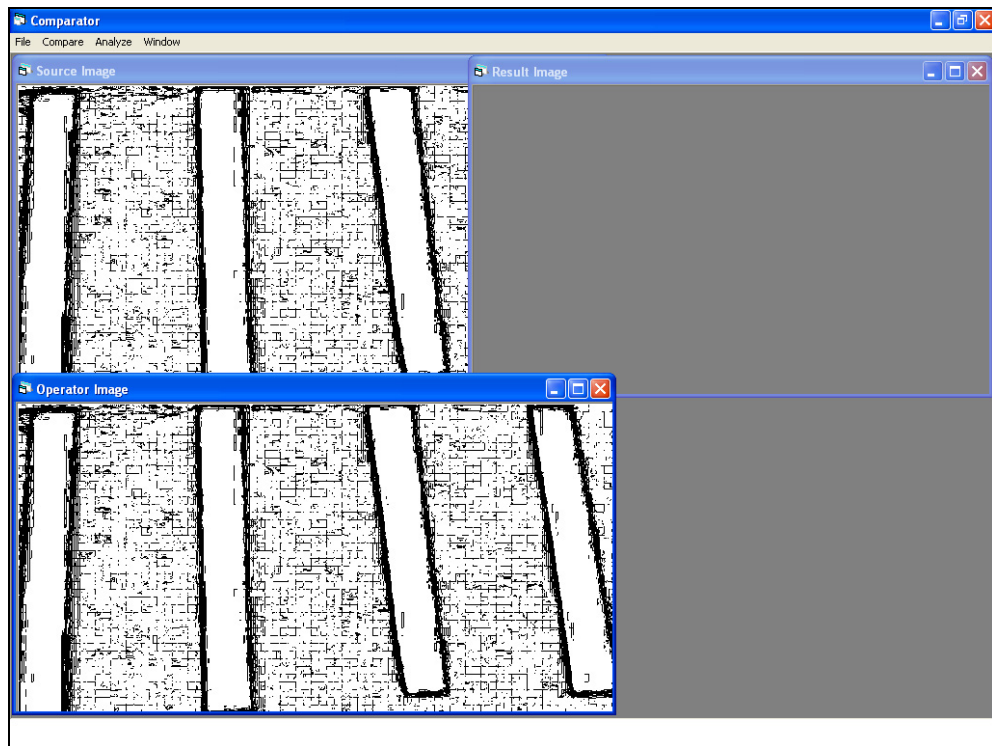 Comparator
File Compare Analyze Window
Source Image
Result Image
Operator Image